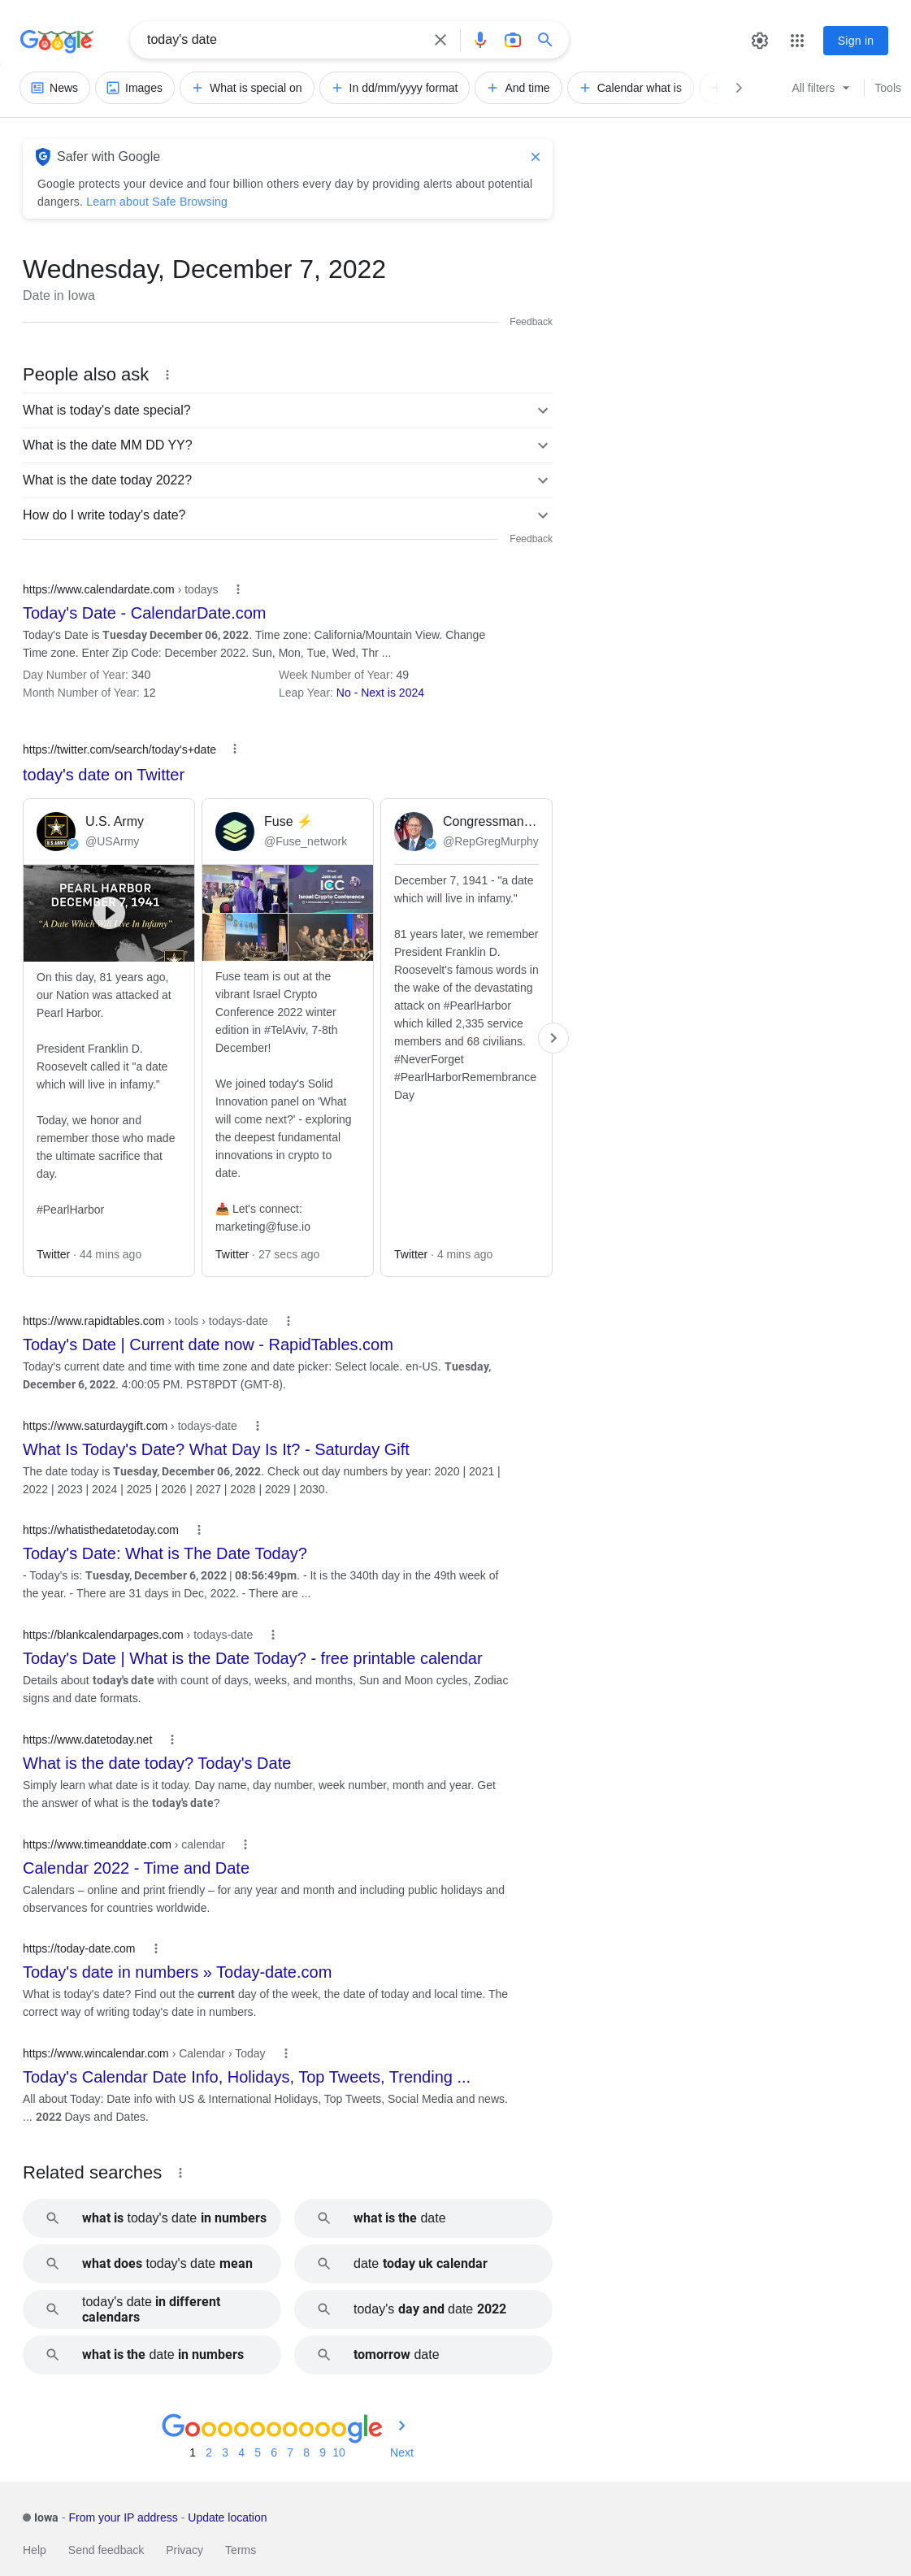 Google
today's date
Sign in
News
Images
What is special on
In dd/mm/yyyy format
And time
Calendar what is
All filters
Tools
Safer with Google
Google protects your device and four billion others every day by providing alerts about potential
dangers. Learn about Safe Browsing
Wednesday, December 7, 2022
Date in Iowa
Feedback
People also ask
What is today's date special?
What is the date MM DD YY?
What is the date today 2022?
How do I write today's date?
Feedback
https://www.calendardate.com › todays
Today's Date - CalendarDate.com
Today's Date is Tuesday December 06, 2022. Time zone: California/Mountain View. Change
Time zone. Enter Zip Code: December 2022. Sun, Mon, Tue, Wed, Thr ...
Day Number of Year: 340
Week Number of Year: 49
Month Number of Year: 12
Leap Year: No - Next is 2024
https://twitter.com/search/today's+date
today's date on Twitter
U.S. Army
@USArmy
U.S.ARMY
PEARL HARBOR
DECEMBER 7, 1941
“A Date Which Will Live In Infamy”
On this day, 81 years ago,
our Nation was attacked at
Pearl Harbor.
President Franklin D.
Roosevelt called it "a date
which will live in infamy.”
Today, we honor and
remember those who made
the ultimate sacrifice that
day.
#PearlHarbor
Twitter · 44 mins ago
Fuse ⚡
@Fuse_network
Join us at
ICC
Israel Crypto Conference
Fuse team is out at the
vibrant Israel Crypto
Conference 2022 winter
edition in #TelAviv, 7-8th
December!
We joined today's Solid
Innovation panel on 'What
will come next?' - exploring
the deepest fundamental
innovations in crypto to
date.
📥 Let's connect:
marketing@fuse.io
Twitter · 27 secs ago
Congressman…
@RepGregMurphy
December 7, 1941 - "a date
which will live in infamy."
81 years later, we remember
President Franklin D.
Roosevelt's famous words in
the wake of the devastating
attack on #PearlHarbor
which killed 2,335 service
members and 68 civilians.
#NeverForget
#PearlHarborRemembrance
Day
Twitter · 4 mins ago
https://www.rapidtables.com › tools › todays-date
Today's Date | Current date now - RapidTables.com
Today's current date and time with time zone and date picker: Select locale. en-US. Tuesday,
December 6, 2022. 4:00:05 PM. PST8PDT (GMT-8).
https://www.saturdaygift.com › todays-date
What Is Today's Date? What Day Is It? - Saturday Gift
The date today is Tuesday, December 06, 2022. Check out day numbers by year: 2020 | 2021 |
2022 | 2023 | 2024 | 2025 | 2026 | 2027 | 2028 | 2029 | 2030.
https://whatisthedatetoday.com
Today's Date: What is The Date Today?
- Today's is: Tuesday, December 6, 2022 | 08:56:49pm. - It is the 340th day in the 49th week of
the year. - There are 31 days in Dec, 2022. - There are ...
https://blankcalendarpages.com › todays-date
Today's Date | What is the Date Today? - free printable calendar
Details about today's date with count of days, weeks, and months, Sun and Moon cycles, Zodiac
signs and date formats.
https://www.datetoday.net
What is the date today? Today's Date
Simply learn what date is it today. Day name, day number, week number, month and year. Get
the answer of what is the today's date?
https://www.timeanddate.com › calendar
Calendar 2022 - Time and Date
Calendars – online and print friendly – for any year and month and including public holidays and
observances for countries worldwide.
https://today-date.com
Today's date in numbers » Today-date.com
What is today's date? Find out the current day of the week, the date of today and local time. The
correct way of writing today's date in numbers.
https://www.wincalendar.com › Calendar › Today
Today's Calendar Date Info, Holidays, Top Tweets, Trending ...
All about Today: Date info with US & International Holidays, Top Tweets, Social Media and news.
... 2022 Days and Dates.
Related searches
what is today's date in numbers
what is the date
what does today's date mean
date today uk calendar
today's date in different
calendars
today's day and date 2022
what is the date in numbers
tomorrow date
Goooooooooogle
1 2 3 4 5 6 7 8 9 10 Next
Iowa - From your IP address - Update location
Help Send feedback Privacy Terms